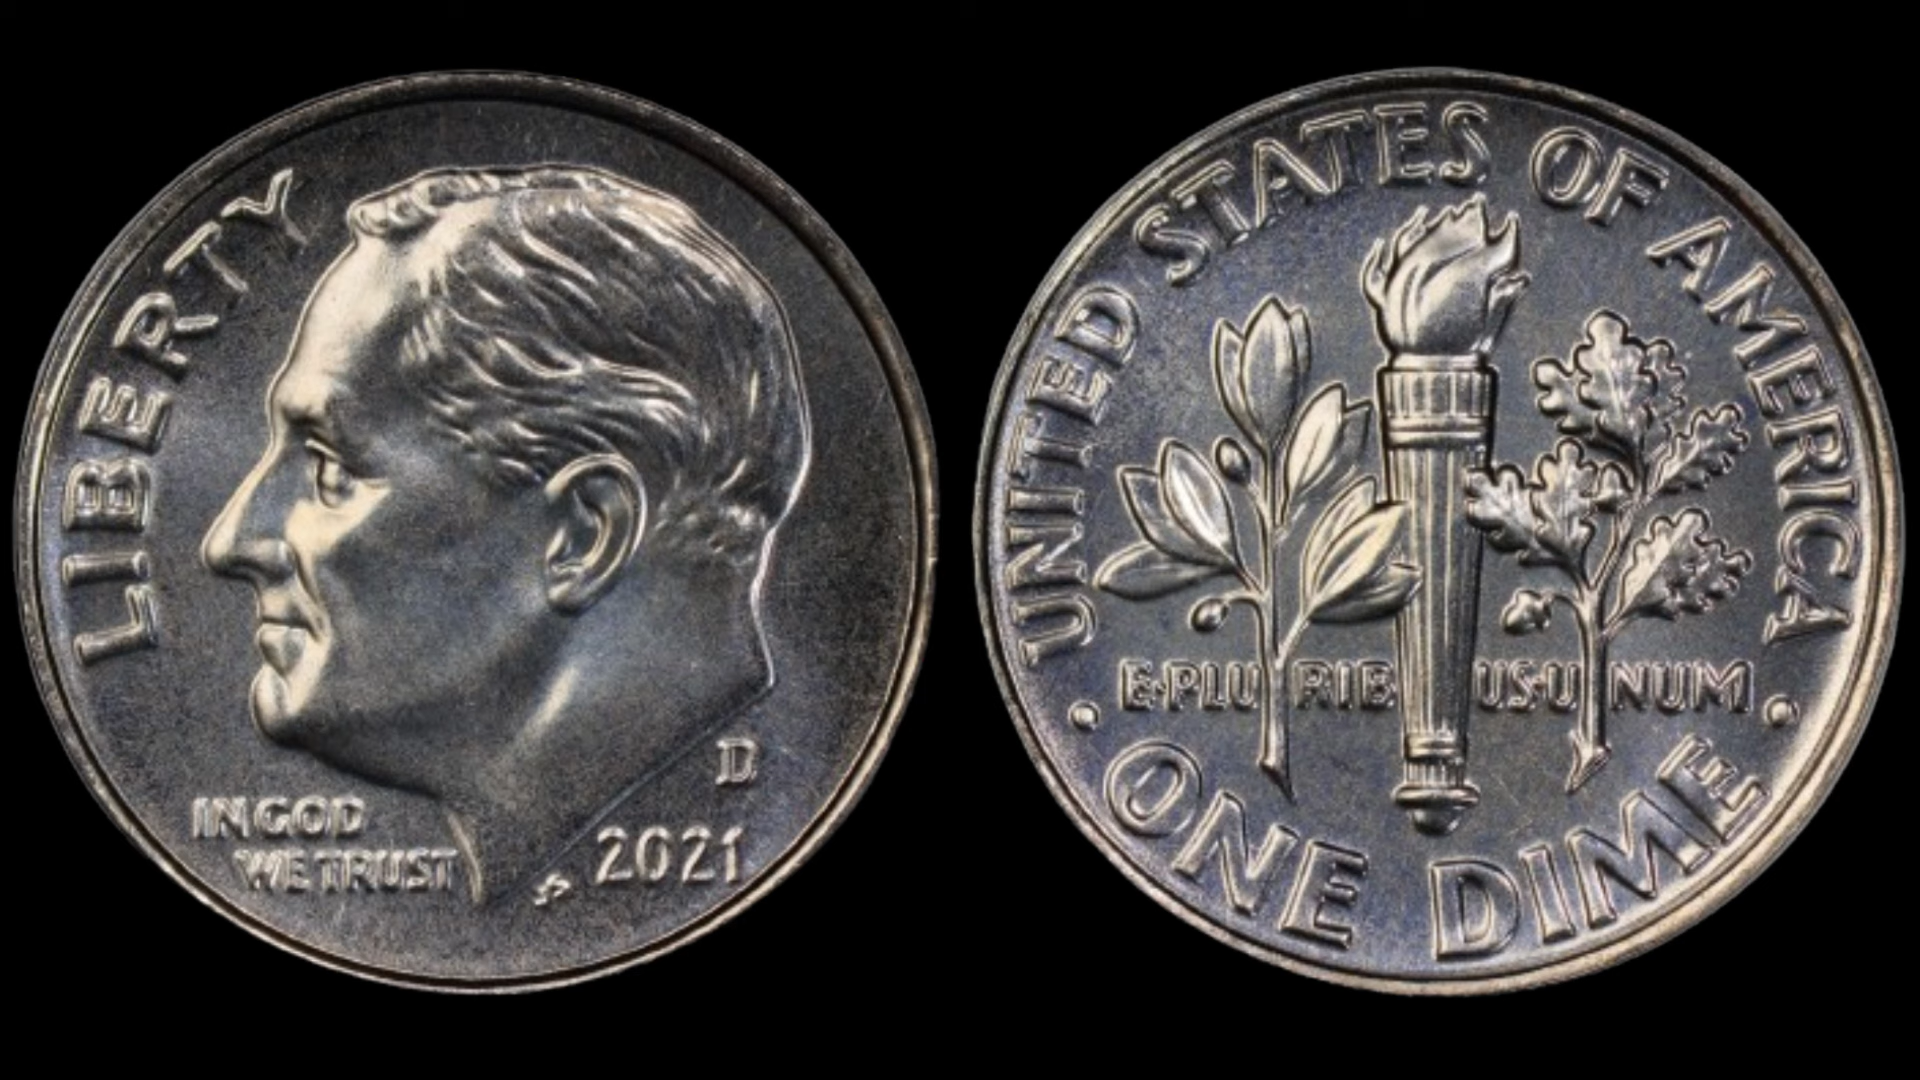 LIBERTY
IN GOD
WE TRUST
JS
2021
D
UNITED STATES OF AMERICA
E·PLURIBUS·UNUM
· ONE DIME ·